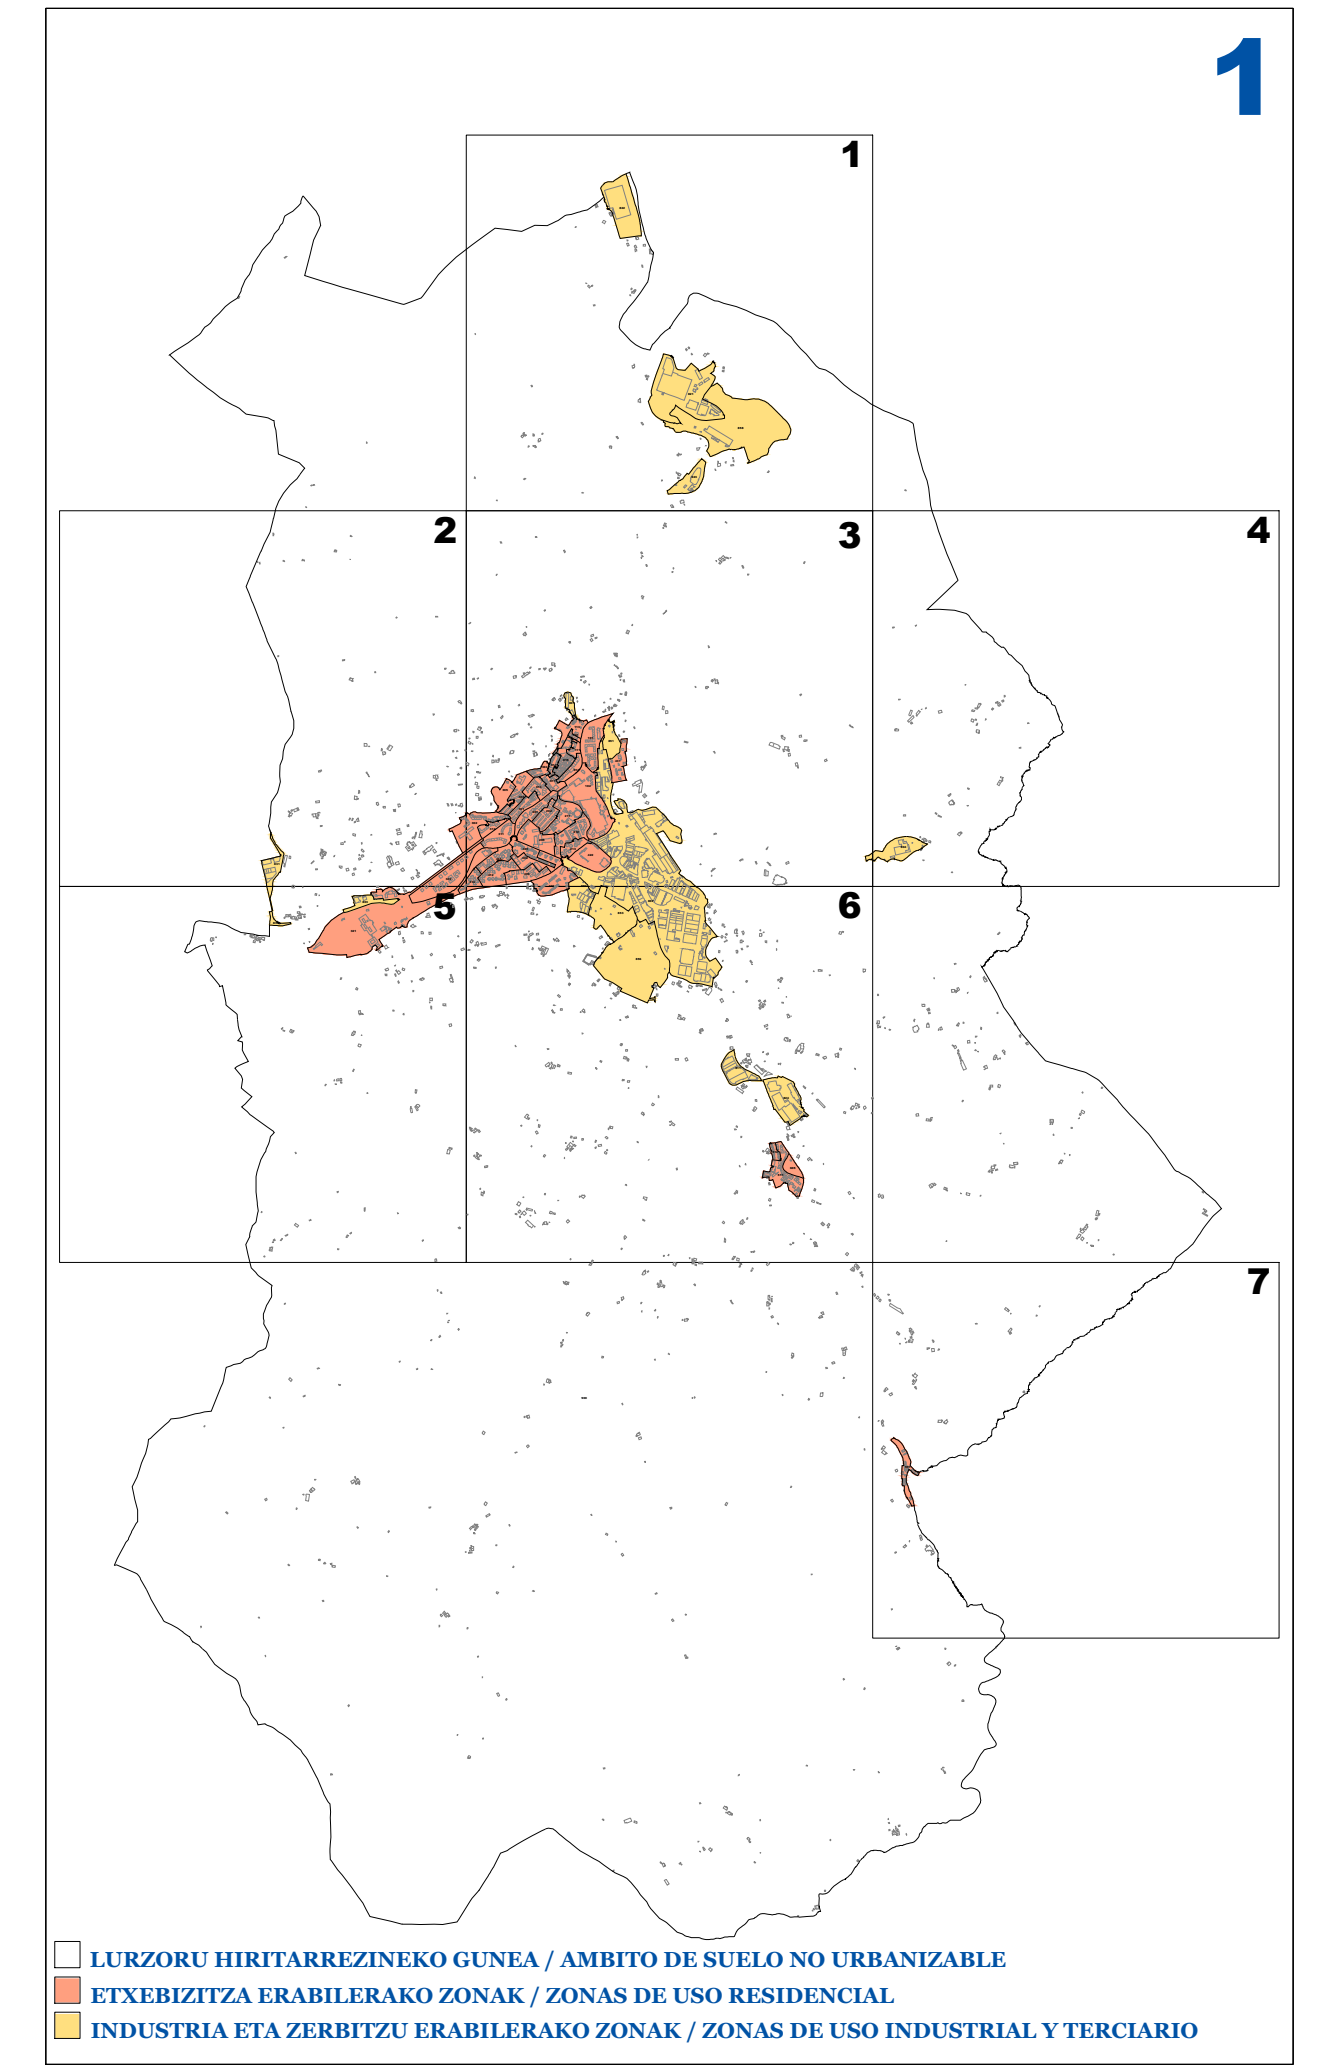 1
1
2
3
4
5
6
7
LURZORU HIRITARREZINEKO GUNEA / AMBITO DE SUELO NO URBANIZABLE
ETXEBIZITZA ERABILERAKO ZONAK / ZONAS DE USO RESIDENCIAL
INDUSTRIA ETA ZERBITZU ERABILERAKO ZONAK / ZONAS DE USO INDUSTRIAL Y TERCIARIO